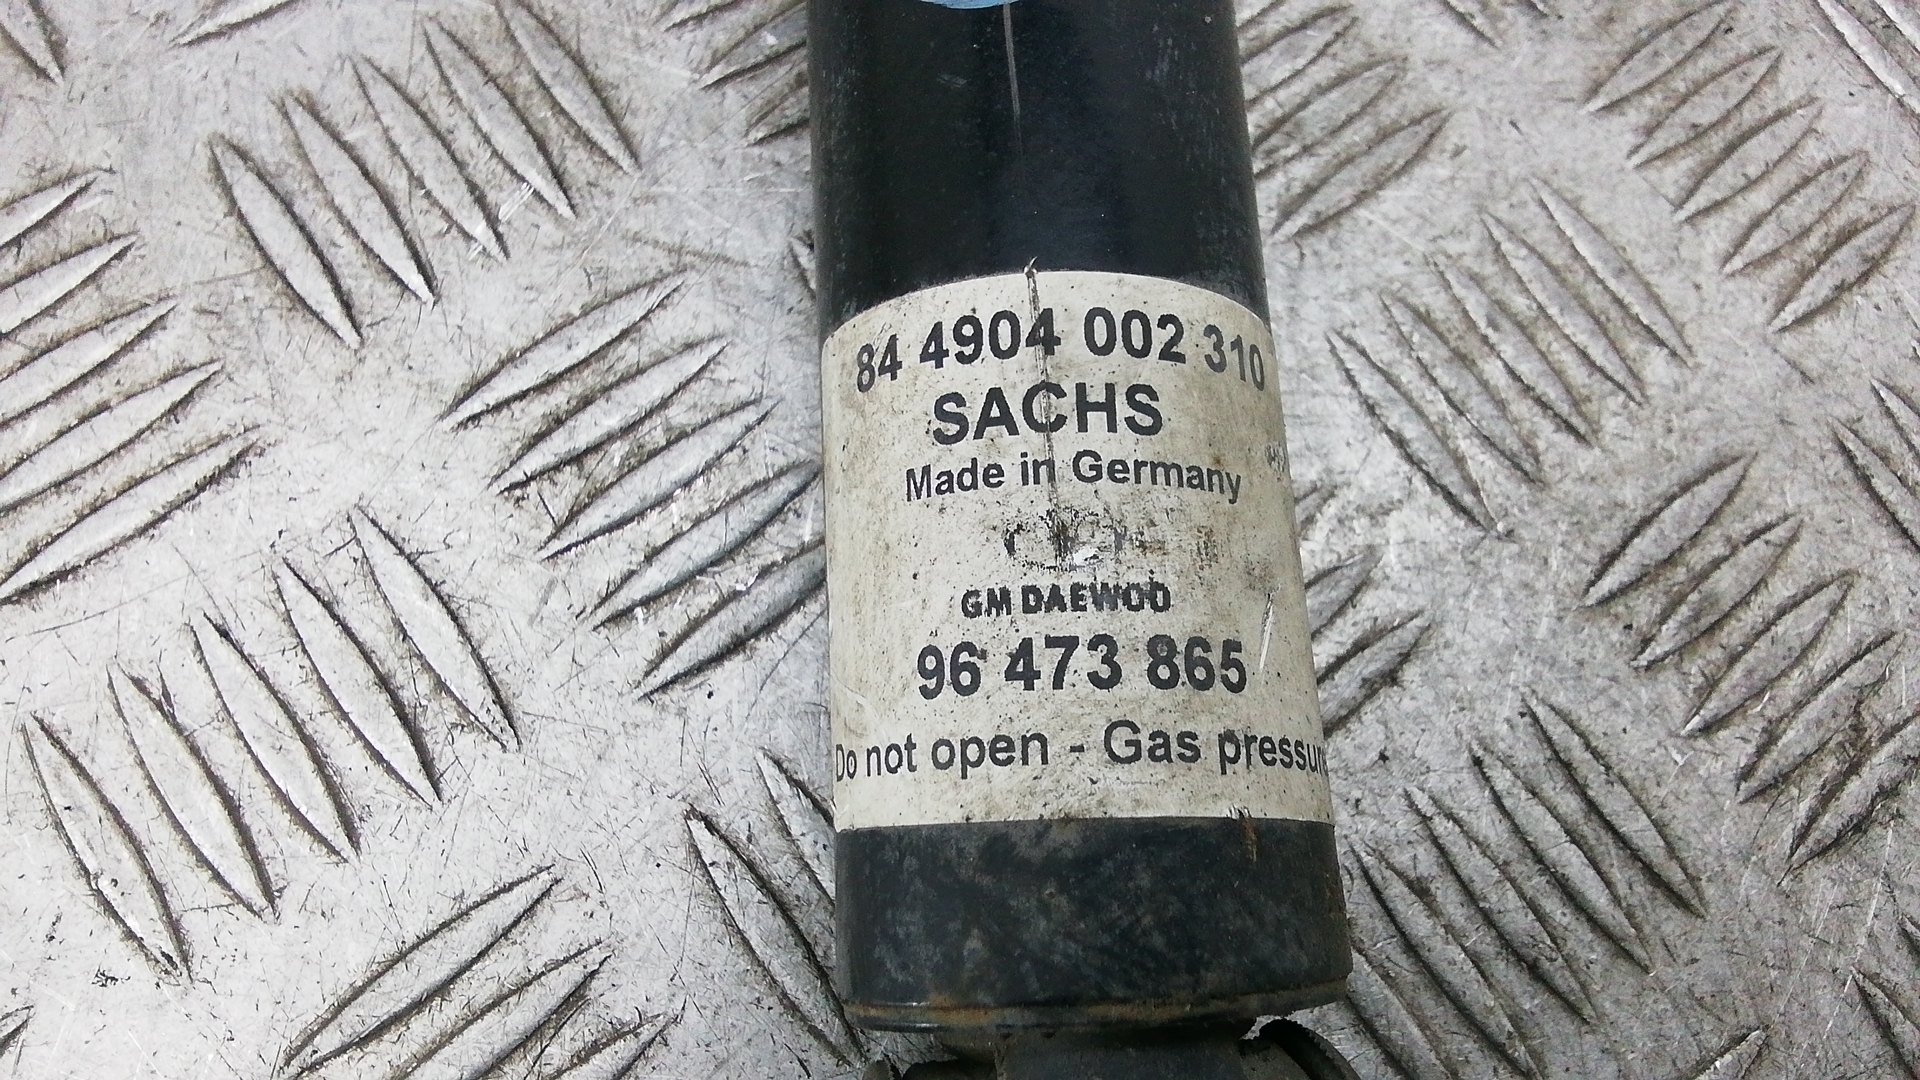 84 4904 002 310
SACHS
Made in Germany
GM DAEWOO
96 473 865
Do not open - Gas pressure